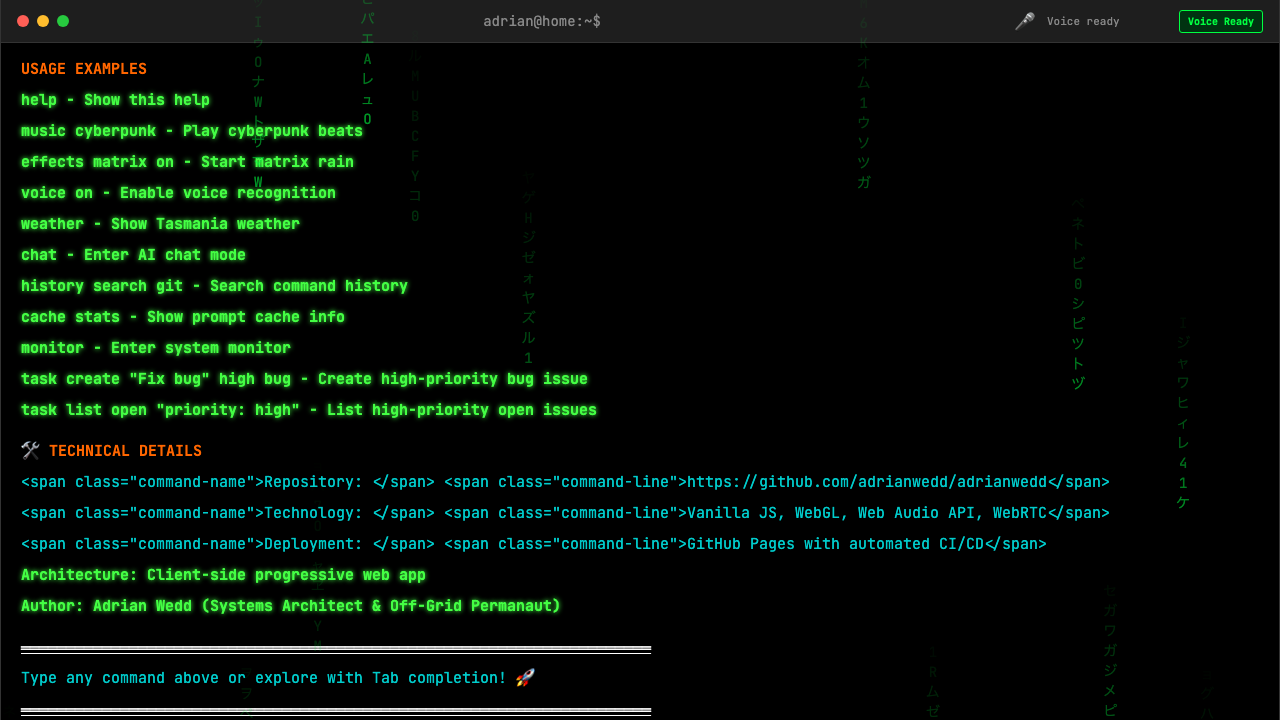 adrian@home:~$
Voice ready
Voice Ready
USAGE EXAMPLES
help - Show this help
music cyberpunk - Play cyberpunk beats
effects matrix on - Start matrix rain
voice on - Enable voice recognition
weather - Show Tasmania weather
chat - Enter AI chat mode
history search git - Search command history
cache stats - Show prompt cache info
monitor - Enter system monitor
task create "Fix bug" high bug - Create high-priority bug issue
task list open "priority: high" - List high-priority open issues
🛠️ TECHNICAL DETAILS
<span class="command-name">Repository: </span> <span class="command-line">https://github.com/adrianwedd/adrianwedd</span>
<span class="command-name">Technology: </span> <span class="command-line">Vanilla JS, WebGL, Web Audio API, WebRTC</span>
<span class="command-name">Deployment: </span> <span class="command-line">GitHub Pages with automated CI/CD</span>
Architecture: Client-side progressive web app
Author: Adrian Wedd (Systems Architect & Off-Grid Permanaut)
Type any command above or explore with Tab completion! 🚀